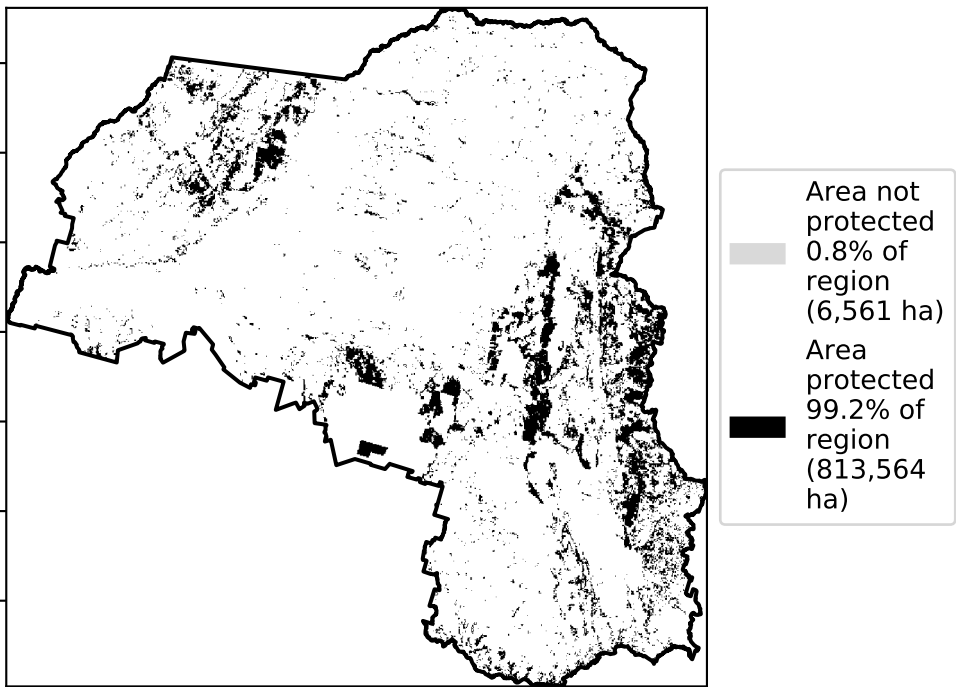 Area not
protected
0.8% of
region
(6,561 ha)
Area
protected
99.2% of
region
(813,564
ha)